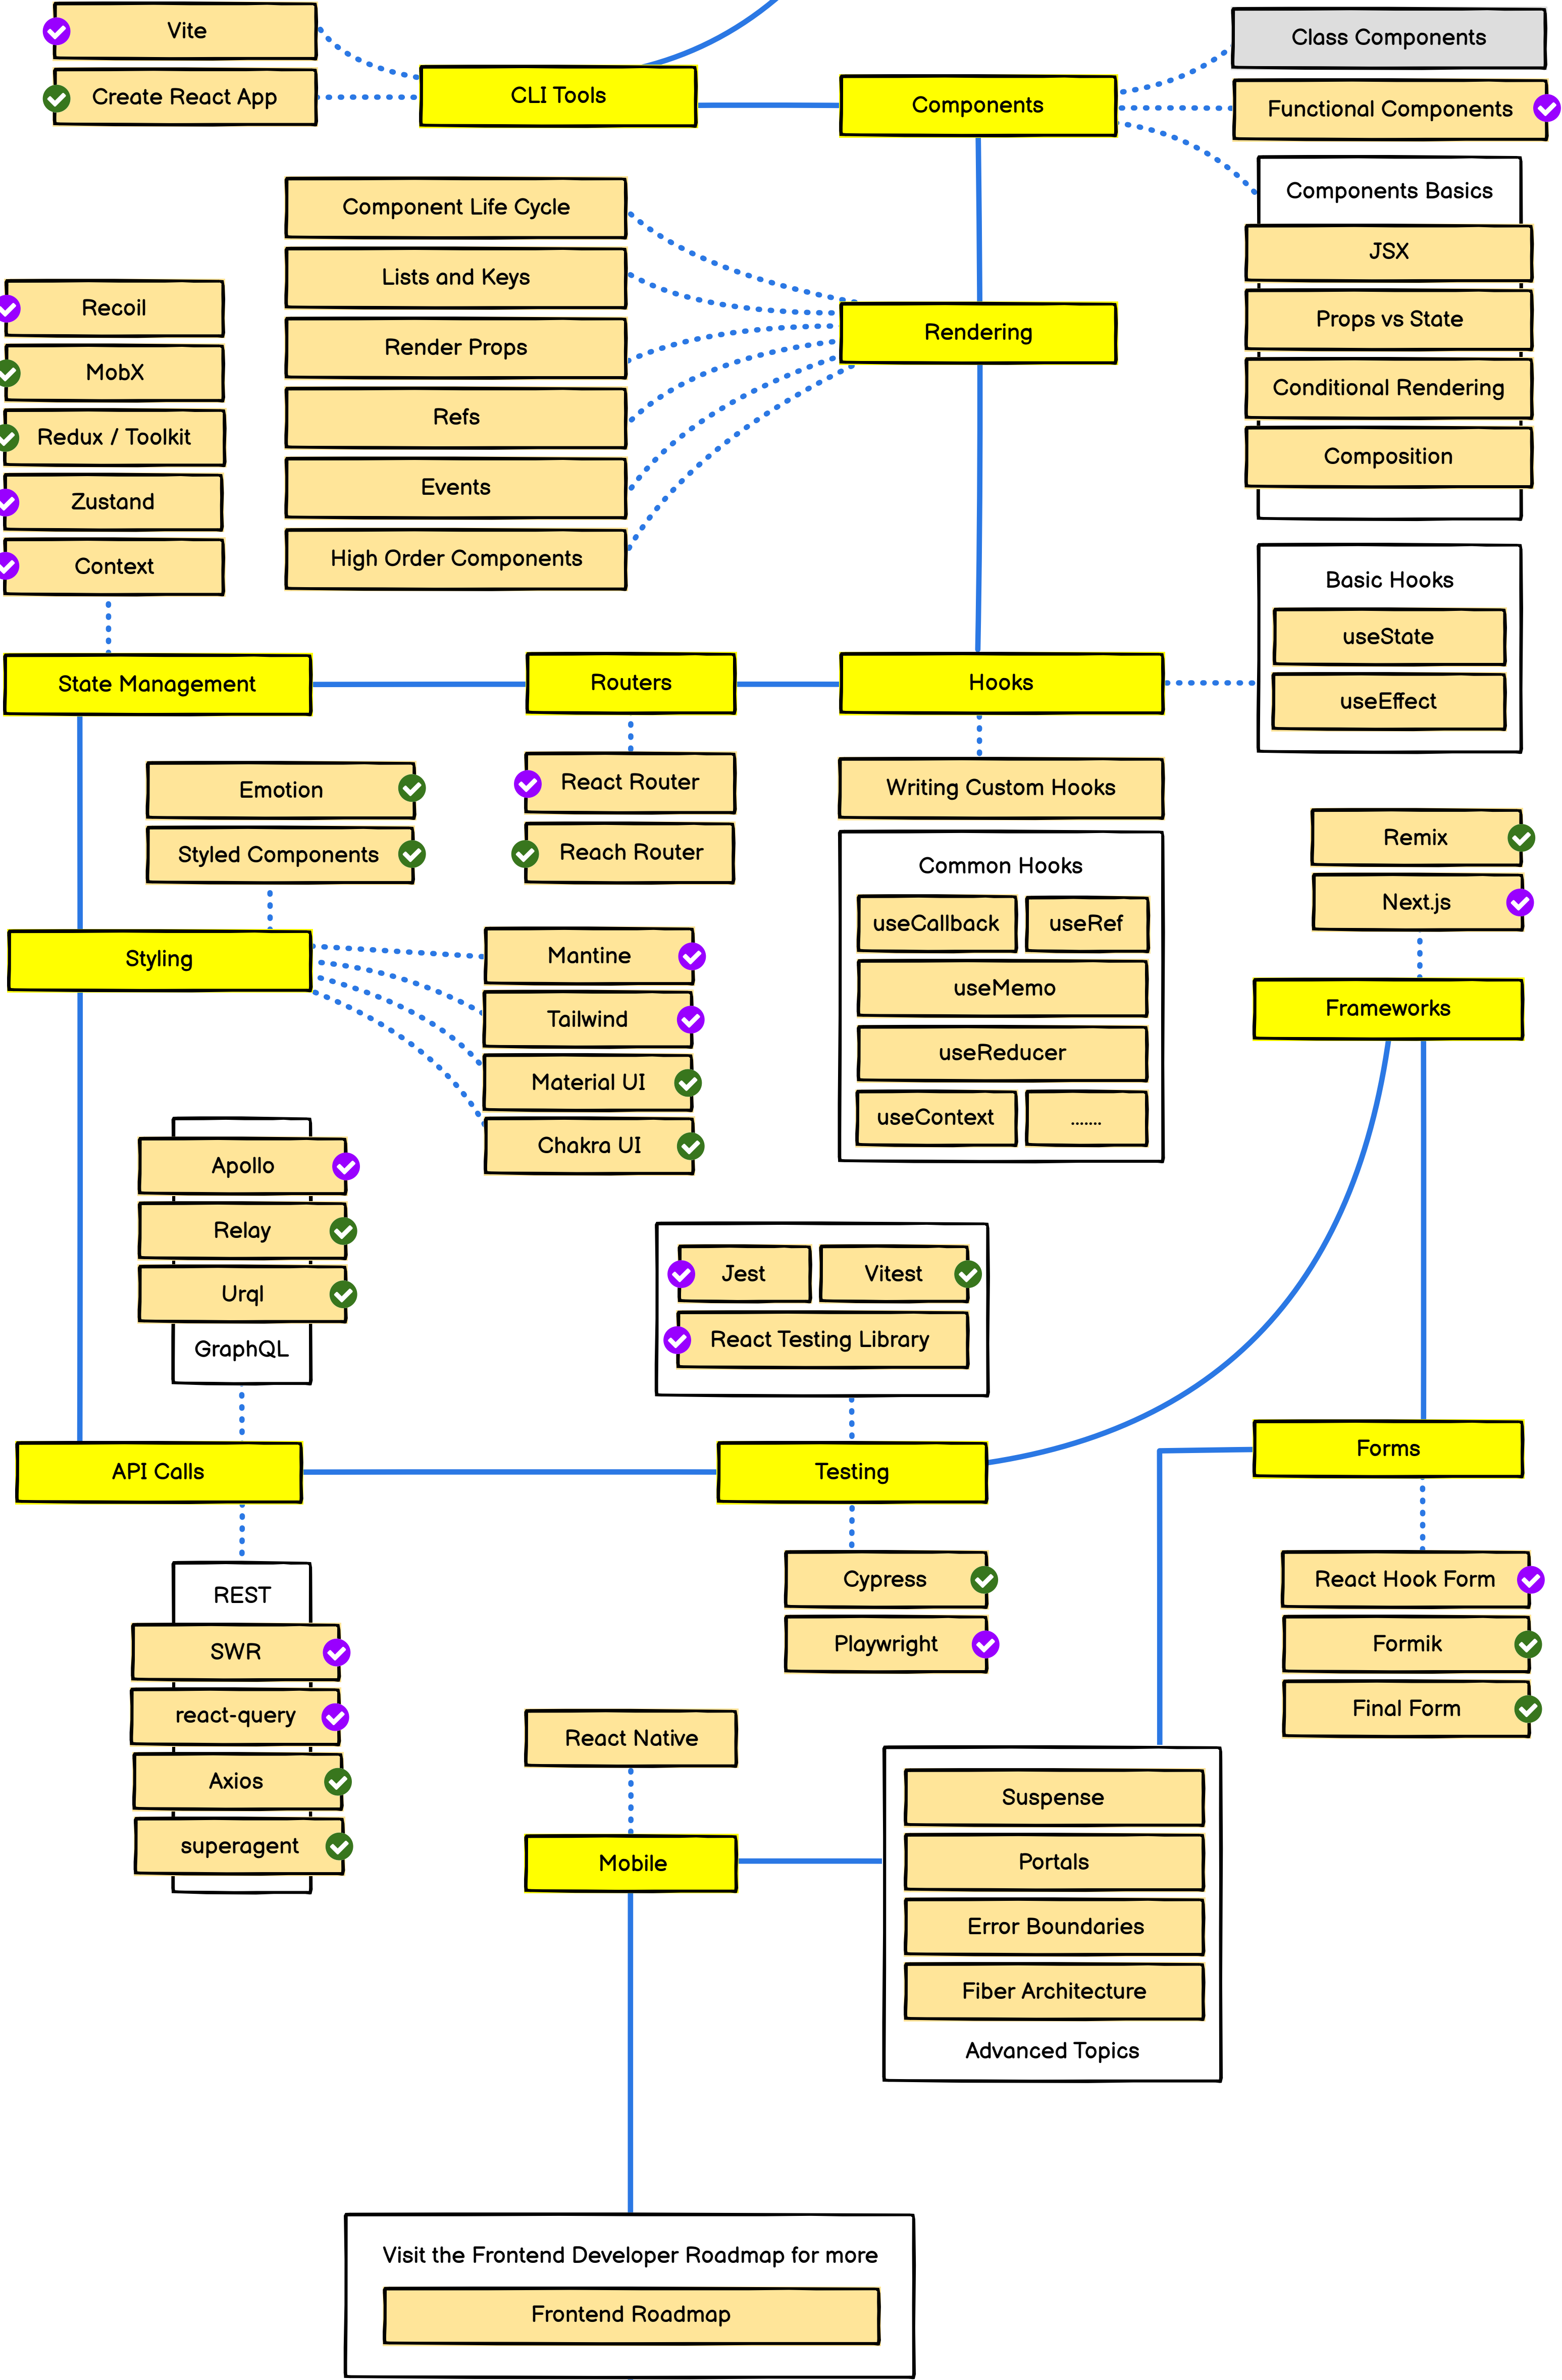 Vite
Create React App
CLI Tools
Components
Class Components
Functional Components
Components Basics
JSX
Props vs State
Conditional Rendering
Composition
Component Life Cycle
Lists and Keys
Render Props
Refs
Events
High Order Components
Rendering
Recoil
MobX
Redux / Toolkit
Zustand
Context
State Management
Routers
Hooks
Basic Hooks
useState
useEffect
Emotion
Styled Components
React Router
Reach Router
Writing Custom Hooks
Common Hooks
useCallback
useRef
useMemo
useReducer
useContext
.......
Remix
Next.js
Frameworks
Styling
Mantine
Tailwind
Material UI
Chakra UI
Apollo
Relay
Urql
GraphQL
Jest
Vitest
React Testing Library
API Calls
Testing
Forms
REST
SWR
react-query
Axios
superagent
Cypress
Playwright
React Hook Form
Formik
Final Form
React Native
Mobile
Suspense
Portals
Error Boundaries
Fiber Architecture
Advanced Topics
Visit the Frontend Developer Roadmap for more
Frontend Roadmap